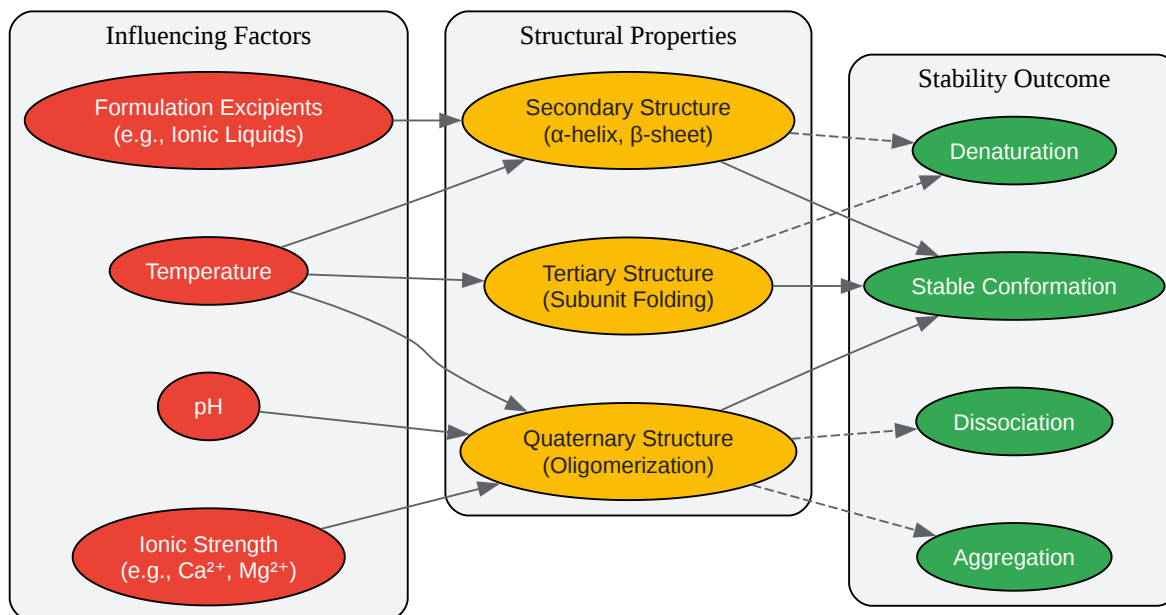 Influencing Factors
Formulation Excipients
(e.g., Ionic Liquids)
Temperature
pH
Ionic Strength
(e.g., Ca²⁺, Mg²⁺)
Structural Properties
Secondary Structure
(α-helix, β-sheet)
Tertiary Structure
(Subunit Folding)
Quaternary Structure
(Oligomerization)
Stability Outcome
Denaturation
Stable Conformation
Dissociation
Aggregation